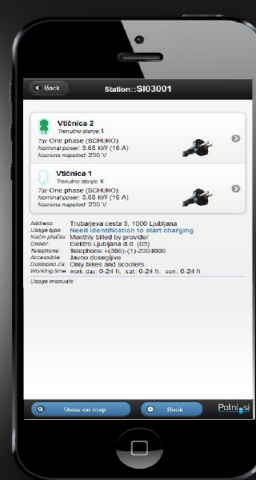 Back
Station::SI03001
Vtičnica 2
Trenutno stanje: t
Tip: One phase (SCHUKO)
Nominal power: 3.68 kW (16 A)
Nazivna napetost: 230 V
Vtičnica 1
Trenutno stanje: k
Tip: One phase (SCHUKO)
Nominal power: 3.68 kW (16 A)
Nazivna napetost: 230 V
Address: Trubarjeva cesta 3, 1000 Ljubljana
Usage type: Need identification to start charging
Način plačila: Monthly billed by provider
Owner: Elektro Ljubljana d.d. (03)
Telephone: Telephone:+(386)-(1)-2304000
Accessible: Javno dosegljivo
Dostopno za: Only bikes and scooters
Working time: work. day: 0-24 h, sat.: 0-24 h, sun.: 0-24 h
Usage manuals:
Show on map
Book
Polni.si